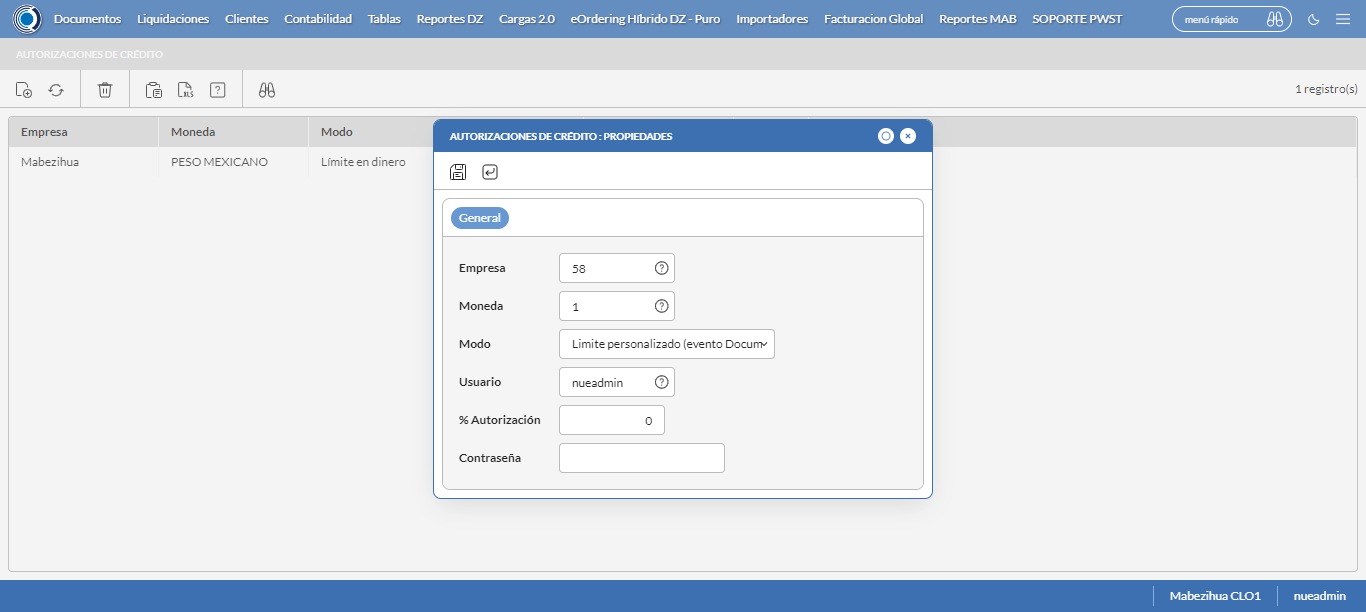 Documentos Liquidaciones Clientes Contabilidad Tablas Reportes DZ Cargas 2.0 eOrdering Híbrido DZ - Puro Importadores Facturacion Global Reportes MAB SOPORTE PWST menú rápido
AUTORIZACIONES DE CRÉDITO
XLS ? 1 registro(s)
Empresa Moneda Modo
Mabezihua PESO MEXICANO Límite en dinero
AUTORIZACIONES DE CRÉDITO : PROPIEDADES
General
Empresa 58 ?
Moneda 1 ?
Modo Limite personalizado (evento Docum
Usuario nueadmin ?
% Autorización 0
Contraseña
Mabezihua CLO1 nueadmin